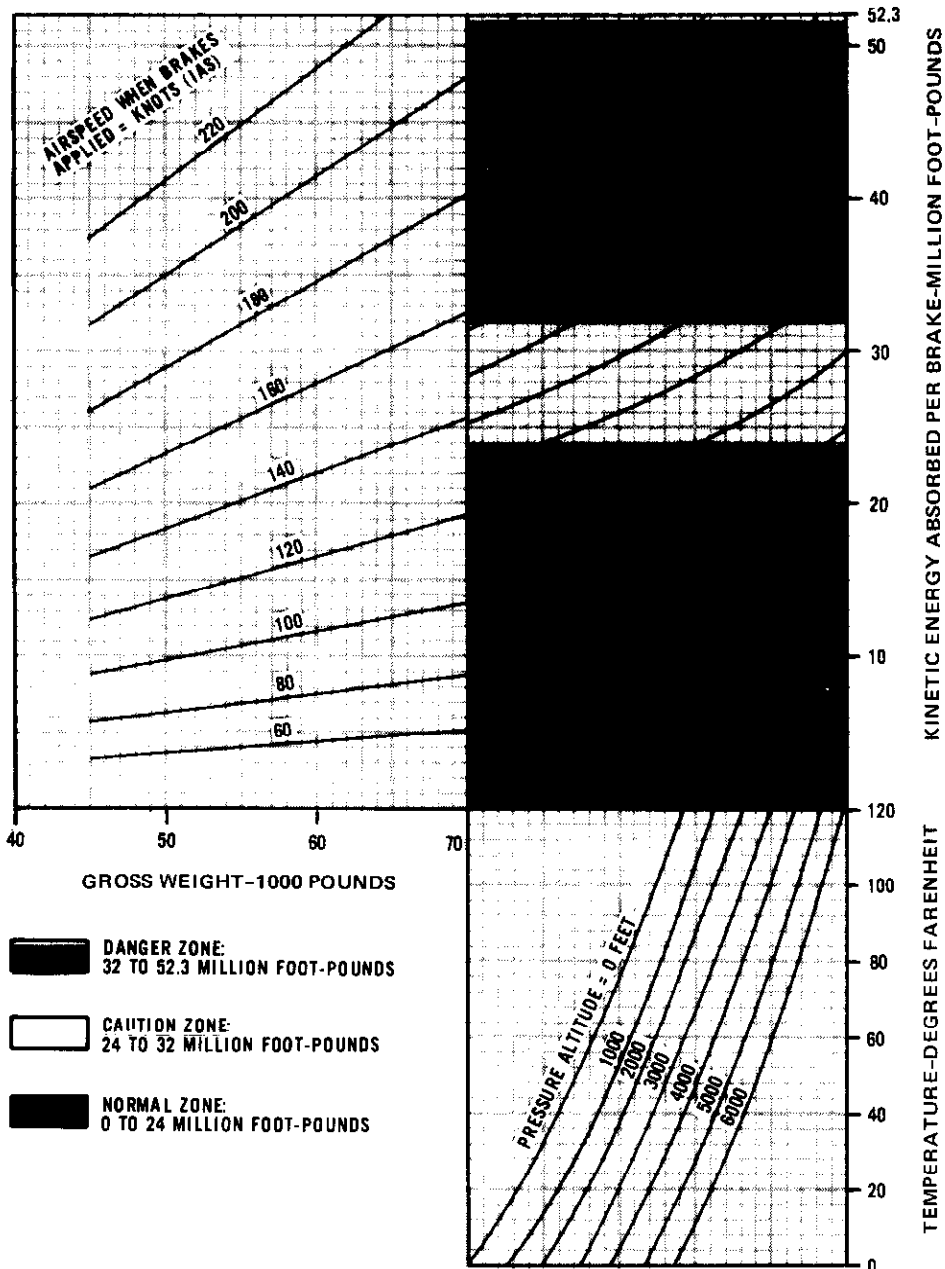 AIRSPEED WHEN BRAKES
APPLIED = KNOTS (IAS)
220
200
180
160
140
120
100
80
60
52.3
50
40
30
20
10
KINETIC ENERGY ABSORBED PER BRAKE-MILLION FOOT-POUNDS
40
50
60
70
GROSS WEIGHT-1000 POUNDS
DANGER ZONE:
32 TO 52.3 MILLION FOOT-POUNDS
CAUTION ZONE:
24 TO 32 MILLION FOOT-POUNDS
NORMAL ZONE:
0 TO 24 MILLION FOOT-POUNDS
PRESSURE ALTITUDE = 0 FEET
1000
2000
3000
4000
5000
6000
120
100
80
60
40
20
0
TEMPERATURE-DEGREES FARENHEIT